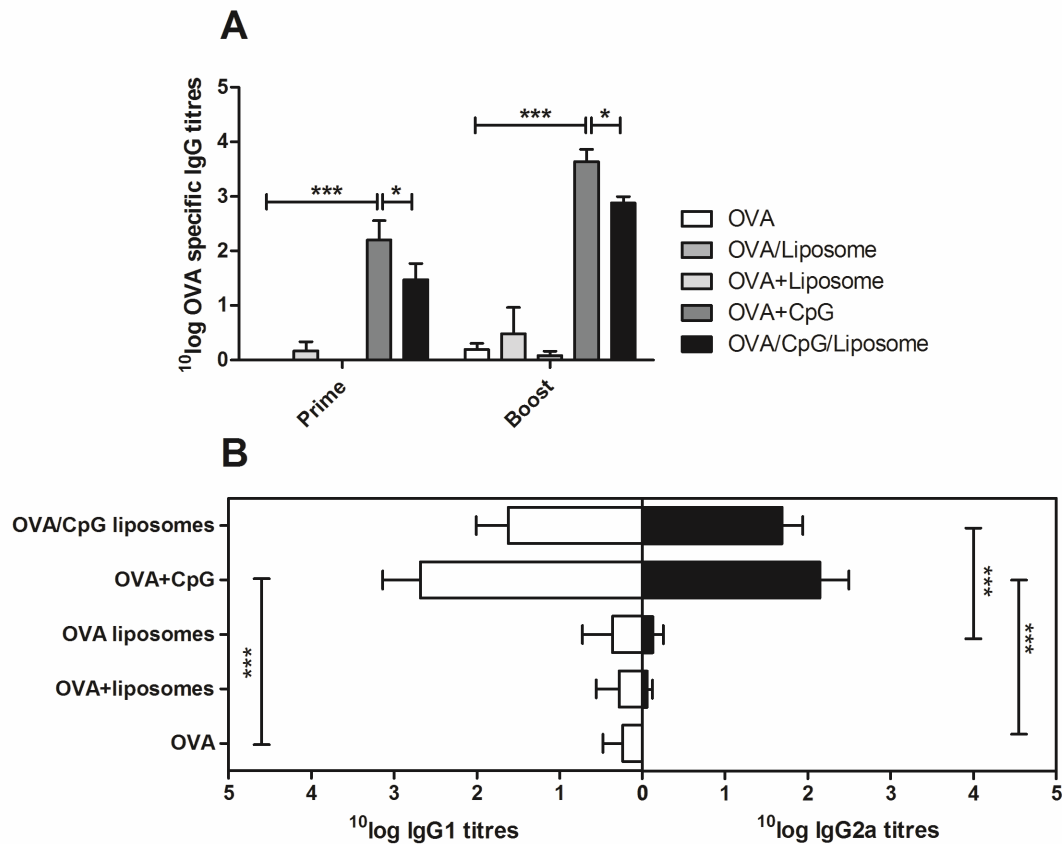 A
5
4
3
2
1
0
10log OVA specific IgG titres
*** *
*** *
Prime Boost
OVA
OVA/Liposome
OVA+Liposome
OVA+CpG
OVA/CpG/Liposome
B
OVA/CpG liposomes
OVA+CpG
OVA liposomes
OVA+liposomes
OVA
***
***
***
5 4 3 2 1 0 1 2 3 4 5
10log IgG1 titres 10log IgG2a titres